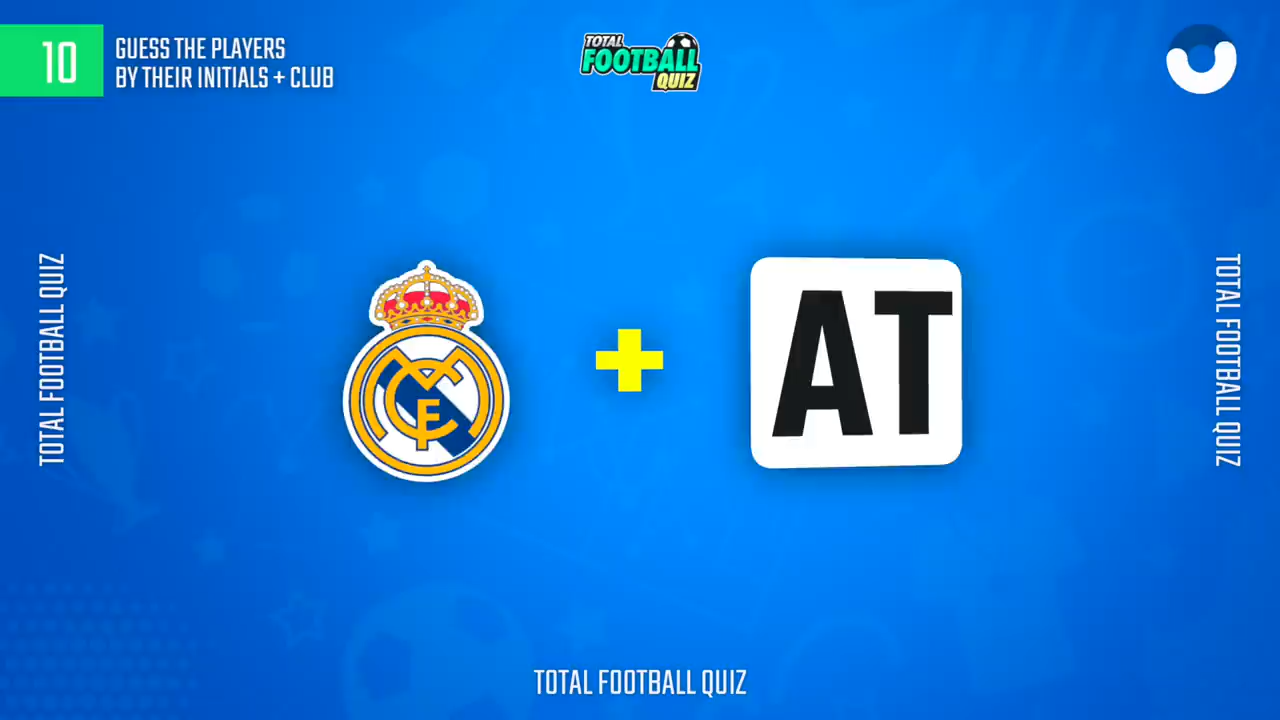 10
GUESS THE PLAYERS
BY THEIR INITIALS + CLUB
TOTAL
FOOTBALL
QUIZ
TOTAL FOOTBALL QUIZ
AT
TOTAL FOOTBALL QUIZ
TOTAL FOOTBALL QUIZ